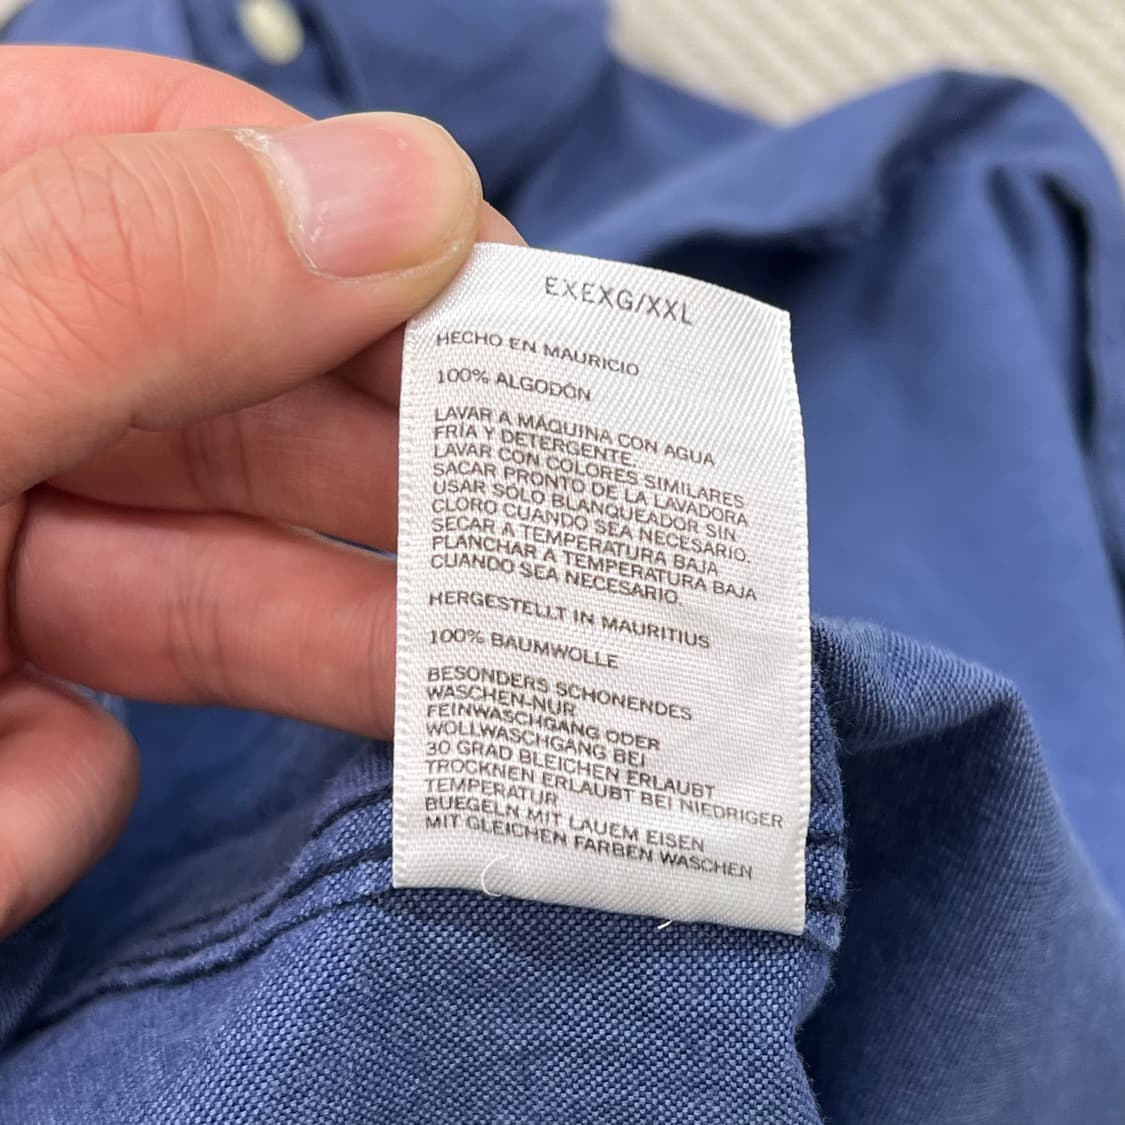 EXEXG/XXL
HECHO EN MAURICIO
100% ALGODÓN
LAVAR A MÁQUINA CON AGUA
FRÍA Y DETERGENTE
LAVAR CON COLORES SIMILARES
SACAR PRONTO DE LA LAVADORA
USAR SÓLO BLANQUEADOR SIN
CLORO CUANDO SEA NECESARIO.
SECAR A TEMPERATURA BAJA
PLANCHAR A TEMPERATURA BAJA
CUANDO SEA NECESARIO.
HERGESTELLT IN MAURITIUS
100% BAUMWOLLE
BESONDERS SCHONENDES
WASCHEN-NUR
FEINWASCHGANG ODER
WOLLWASCHGANG BEI
30 GRAD BLEICHEN ERLAUBT
TROCKNEN ERLAUBT BEI NIEDRIGER
TEMPERATUR
BUEGELN MIT LAUEM EISEN
MIT GLEICHEN FARBEN WASCHEN